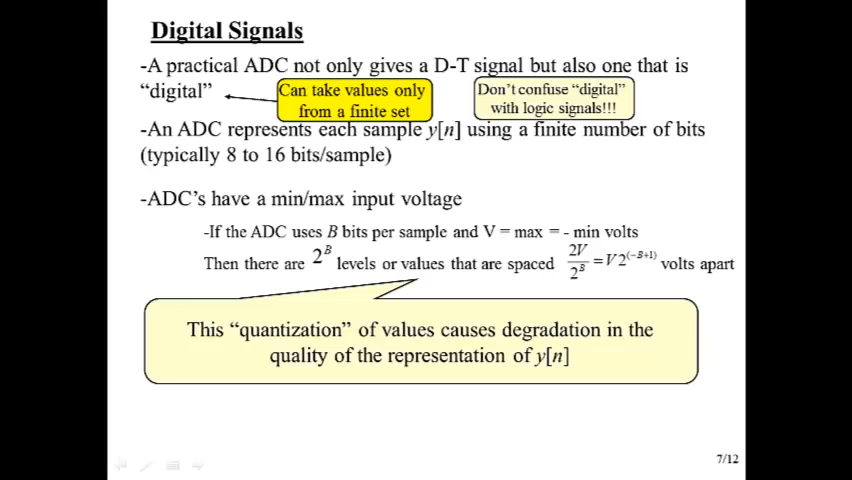 Digital Signals
-A practical ADC not only gives a D-T signal but also one that is
"digital"
Can take values only
from a finite set
Don't confuse "digital"
with logic signals!!!
-An ADC represents each sample y[n] using a finite number of bits
(typically 8 to 16 bits/sample)
-ADC's have a min/max input voltage
-If the ADC uses B bits per sample and V = max = - min volts
Then there are 2^B levels or values that are spaced 2V/2^B = V2^(-B+1) volts apart
This "quantization" of values causes degradation in the
quality of the representation of y[n]
7/12